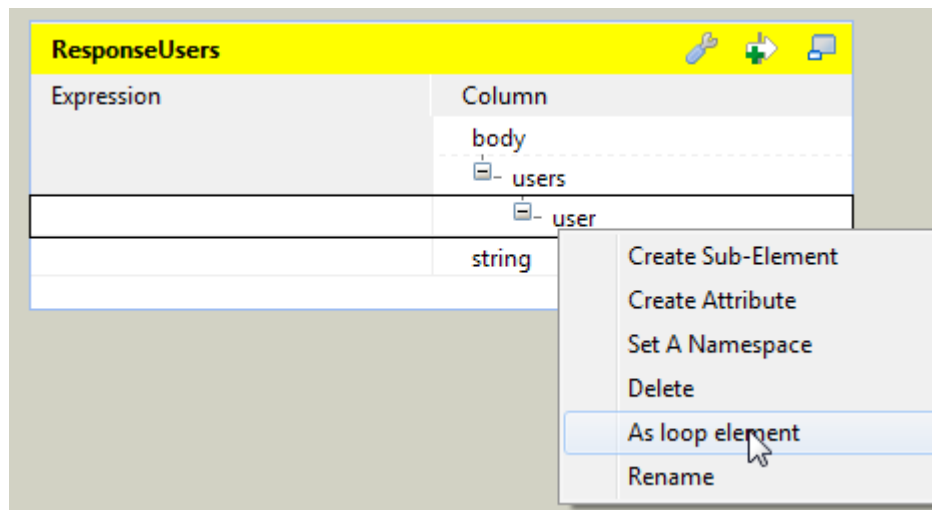 ResponseUsers
Expression Column
body
users
user
string
Create Sub-Element
Create Attribute
Set A Namespace
Delete
As loop element
Rename